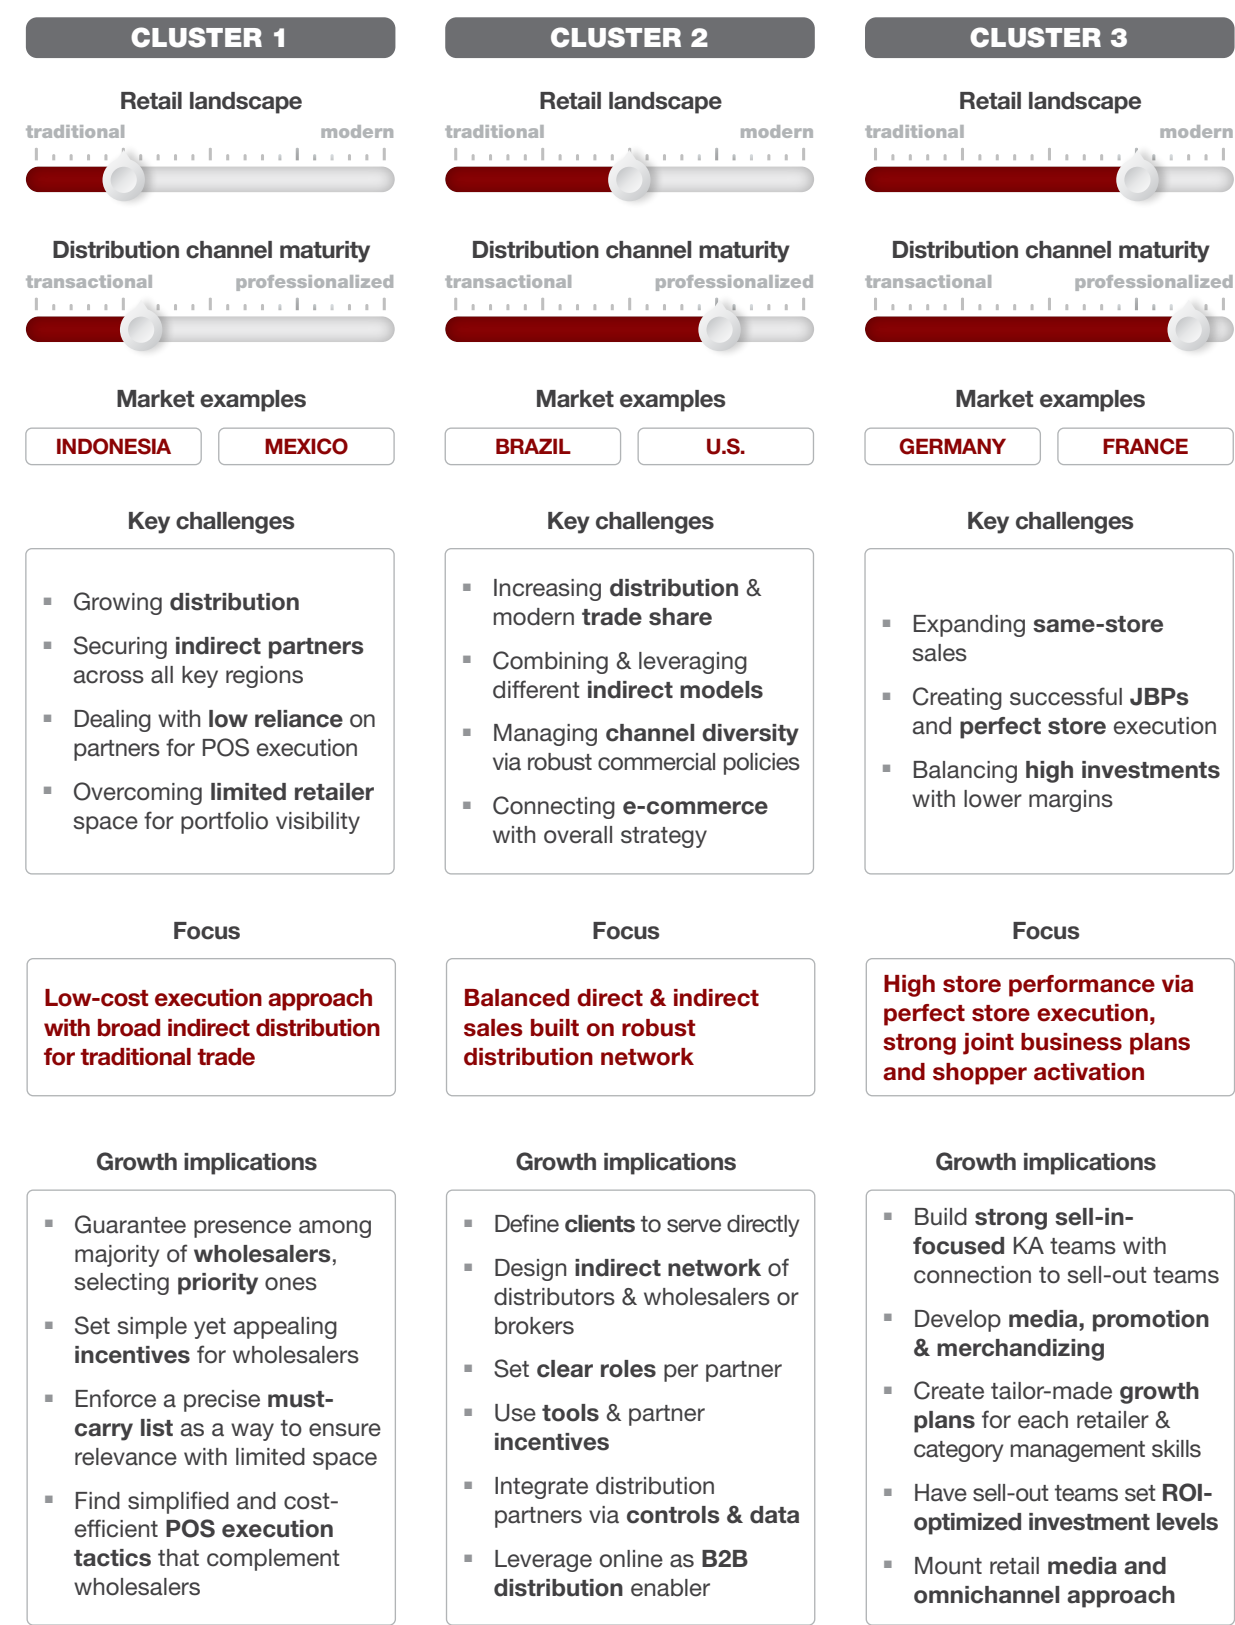 CLUSTER 1
Retail landscape
traditional modern
Distribution channel maturity
transactional professionalized
Market examples
INDONESIA MEXICO
Key challenges
Growing distribution
Securing indirect partners
across all key regions
Dealing with low reliance on
partners for POS execution
Overcoming limited retailer
space for portfolio visibility
Focus
Low-cost execution approach
with broad indirect distribution
for traditional trade
Growth implications
Guarantee presence among
majority of wholesalers,
selecting priority ones
Set simple yet appealing
incentives for wholesalers
Enforce a precise must-
carry list as a way to ensure
relevance with limited space
Find simplified and cost-
efficient POS execution
tactics that complement
wholesalers
CLUSTER 2
Retail landscape
traditional modern
Distribution channel maturity
transactional professionalized
Market examples
BRAZIL U.S.
Key challenges
Increasing distribution &
modern trade share
Combining & leveraging
different indirect models
Managing channel diversity
via robust commercial policies
Connecting e-commerce
with overall strategy
Focus
Balanced direct & indirect
sales built on robust
distribution network
Growth implications
Define clients to serve directly
Design indirect network of
distributors & wholesalers or
brokers
Set clear roles per partner
Use tools & partner
incentives
Integrate distribution
partners via controls & data
Leverage online as B2B
distribution enabler
CLUSTER 3
Retail landscape
traditional modern
Distribution channel maturity
transactional professionalized
Market examples
GERMANY FRANCE
Key challenges
Expanding same-store
sales
Creating successful JBPs
and perfect store execution
Balancing high investments
with lower margins
Focus
High store performance via
perfect store execution,
strong joint business plans
and shopper activation
Growth implications
Build strong sell-in-
focused KA teams with
connection to sell-out teams
Develop media, promotion
& merchandizing
Create tailor-made growth
plans for each retailer &
category management skills
Have sell-out teams set ROI-
optimized investment levels
Mount retail media and
omnichannel approach